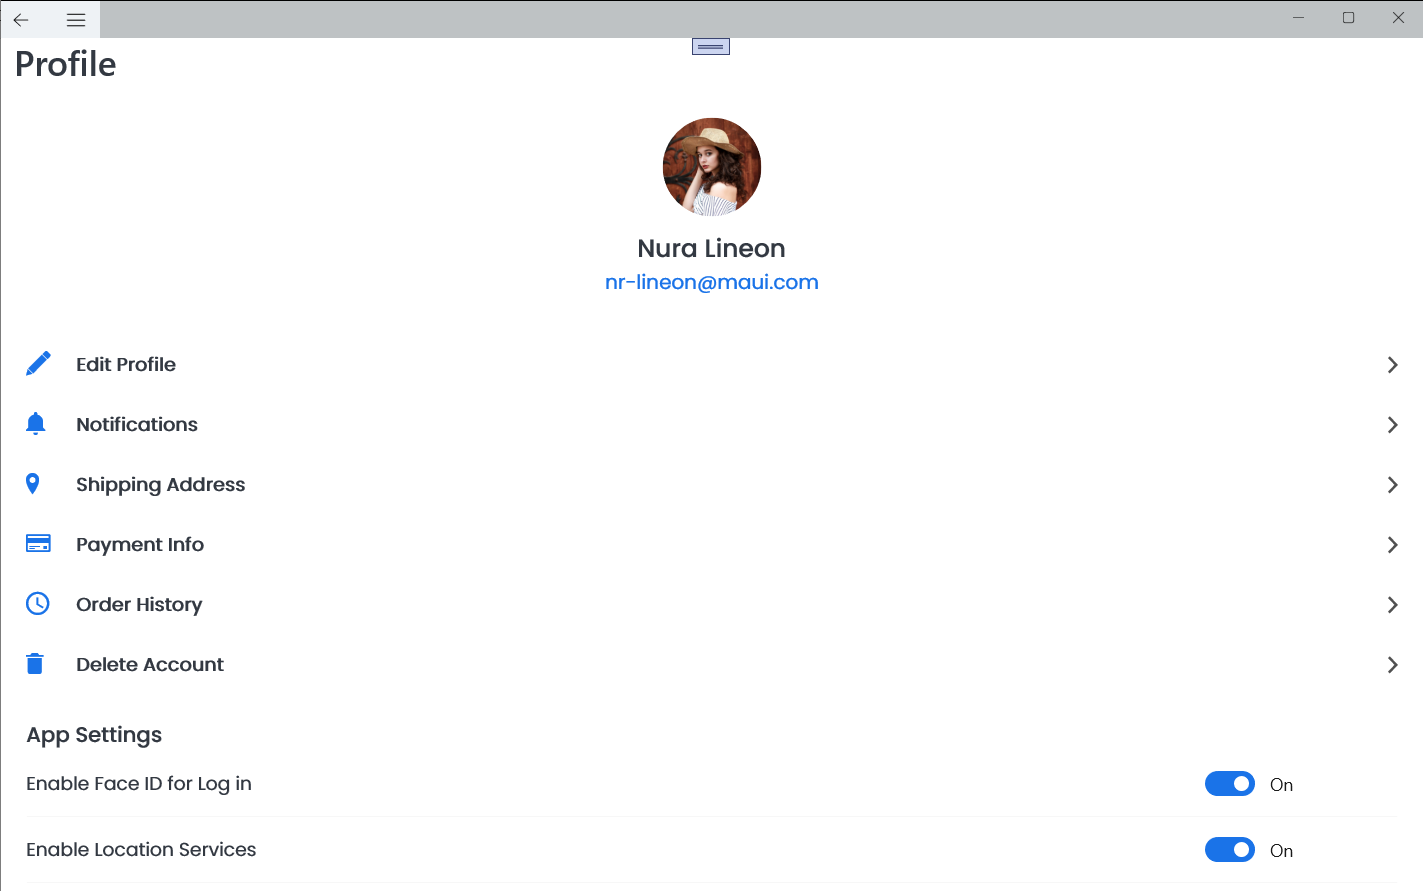 Profile
Nura Lineon
nr-lineon@maui.com
Edit Profile
Notifications
Shipping Address
Payment Info
Order History
Delete Account
App Settings
Enable Face ID for Log in
On
Enable Location Services
On